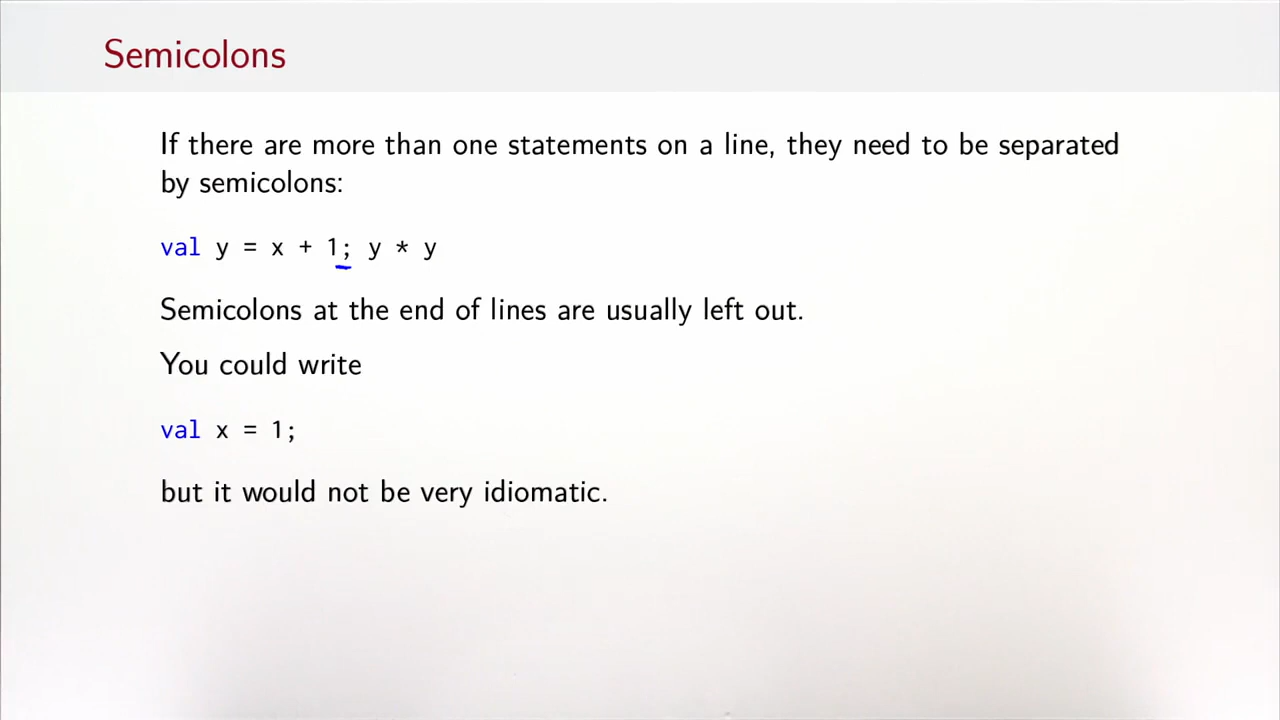 Semicolons
If there are more than one statements on a line, they need to be separated
by semicolons:
val y = x + 1; y * y
Semicolons at the end of lines are usually left out.
You could write
val x = 1;
but it would not be very idiomatic.